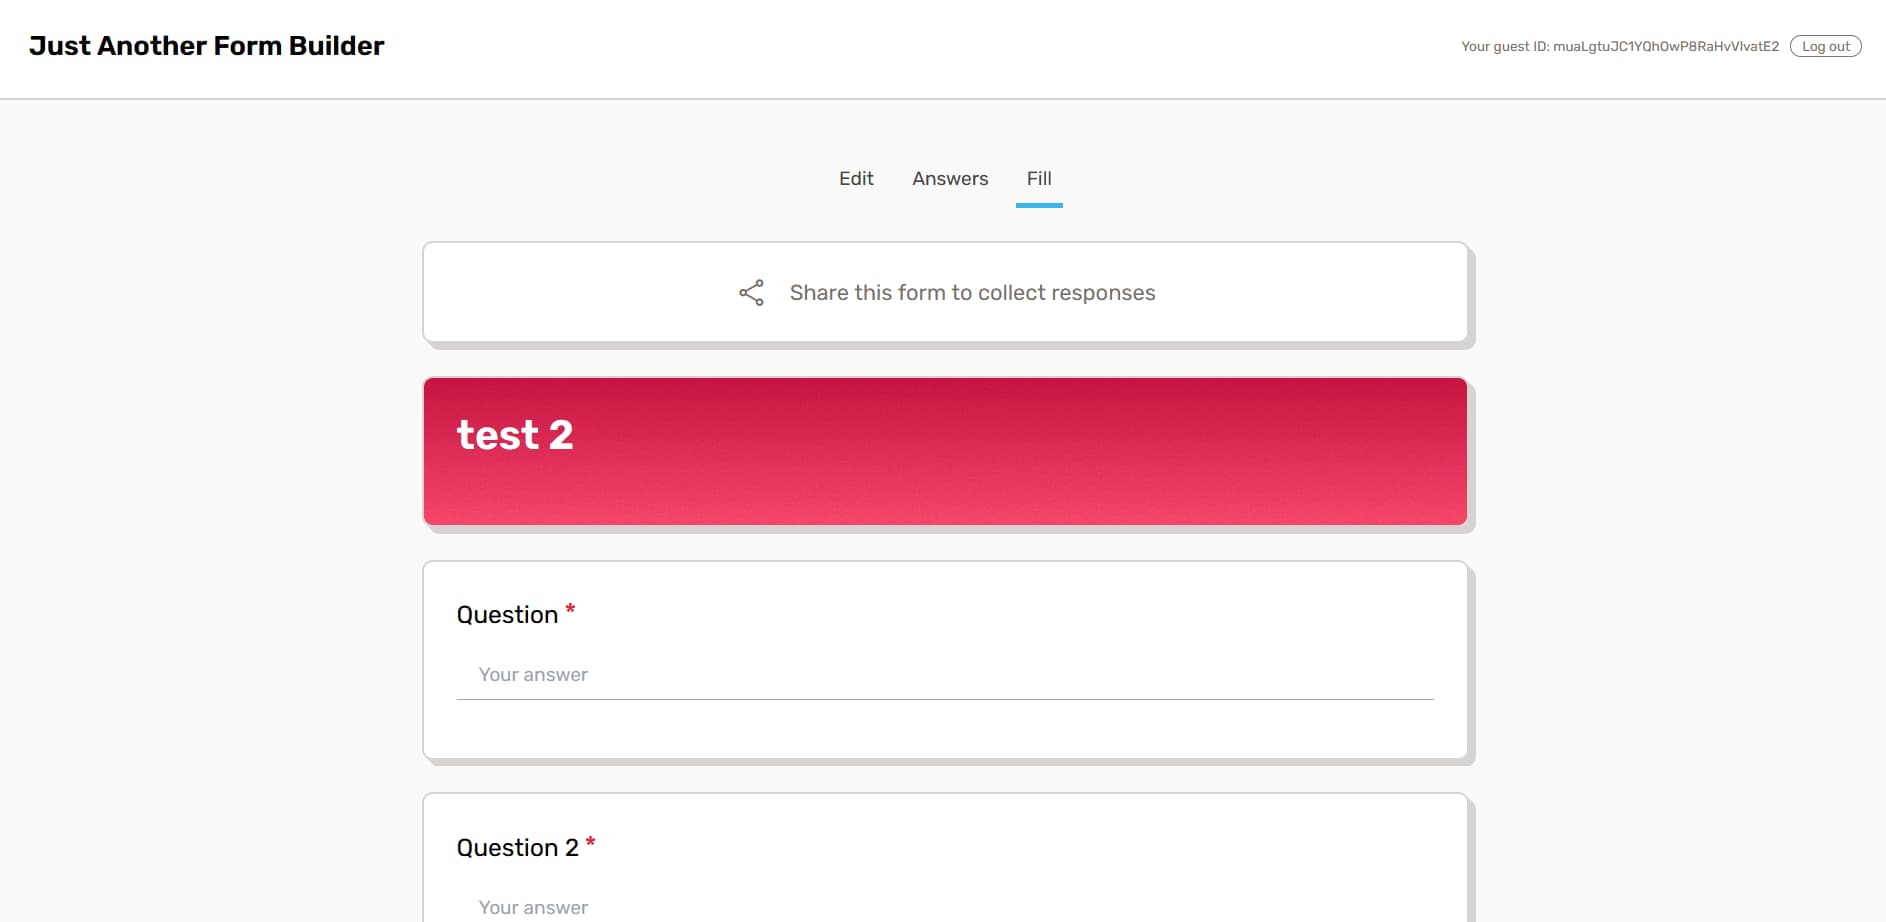 Just Another Form Builder
Your guest ID: muaLgtuJC1YQhOwP8RaHvVIvatE2 Log out
Edit Answers Fill
Share this form to collect responses
test 2
Question *
Your answer
Question 2 *
Your answer